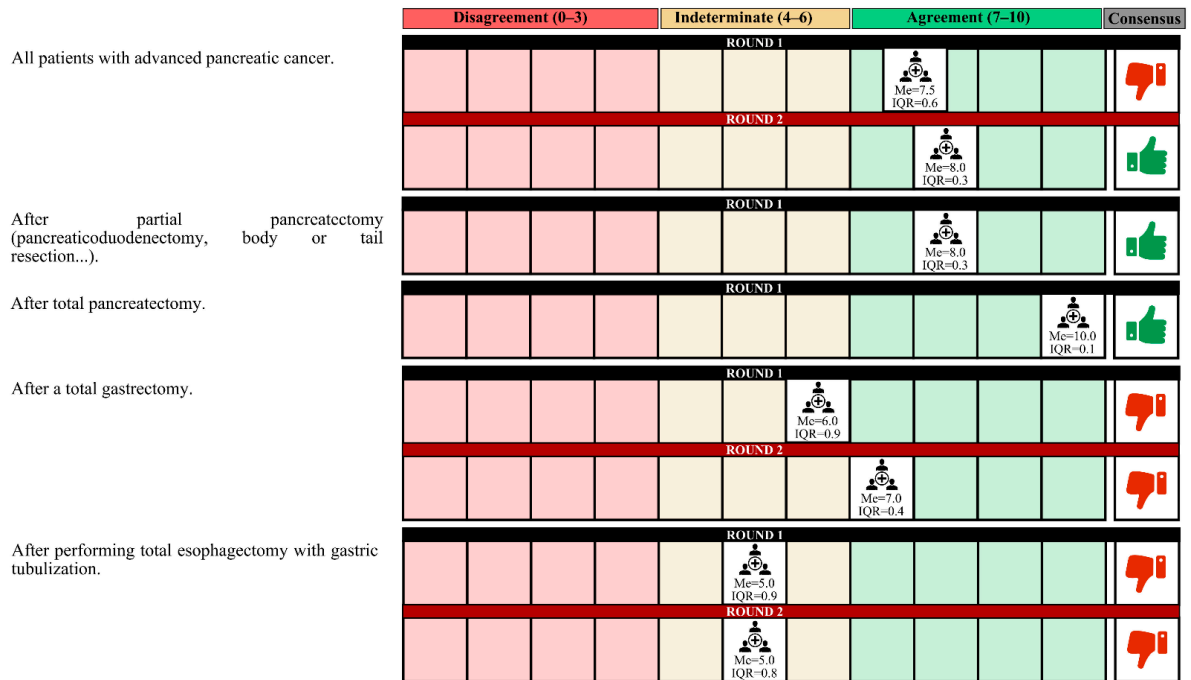 Disagreement (0–3) Indeterminate (4–6) Agreement (7–10) Consensus
All patients with advanced pancreatic cancer.
ROUND 1
Me=7.5
IQR=0.6
ROUND 2
Me=8.0
IQR=0.3
After partial pancreatectomy
(pancreaticoduodenectomy, body or tail
resection...).
ROUND 1
Me=8.0
IQR=0.3
After total pancreatectomy.
ROUND 1
Me=10.0
IQR=0.1
After a total gastrectomy.
ROUND 1
Me=6.0
IQR=0.9
ROUND 2
Me=7.0
IQR=0.4
After performing total esophagectomy with gastric
tubulization.
ROUND 1
Me=5.0
IQR=0.9
ROUND 2
Me=5.0
IQR=0.8